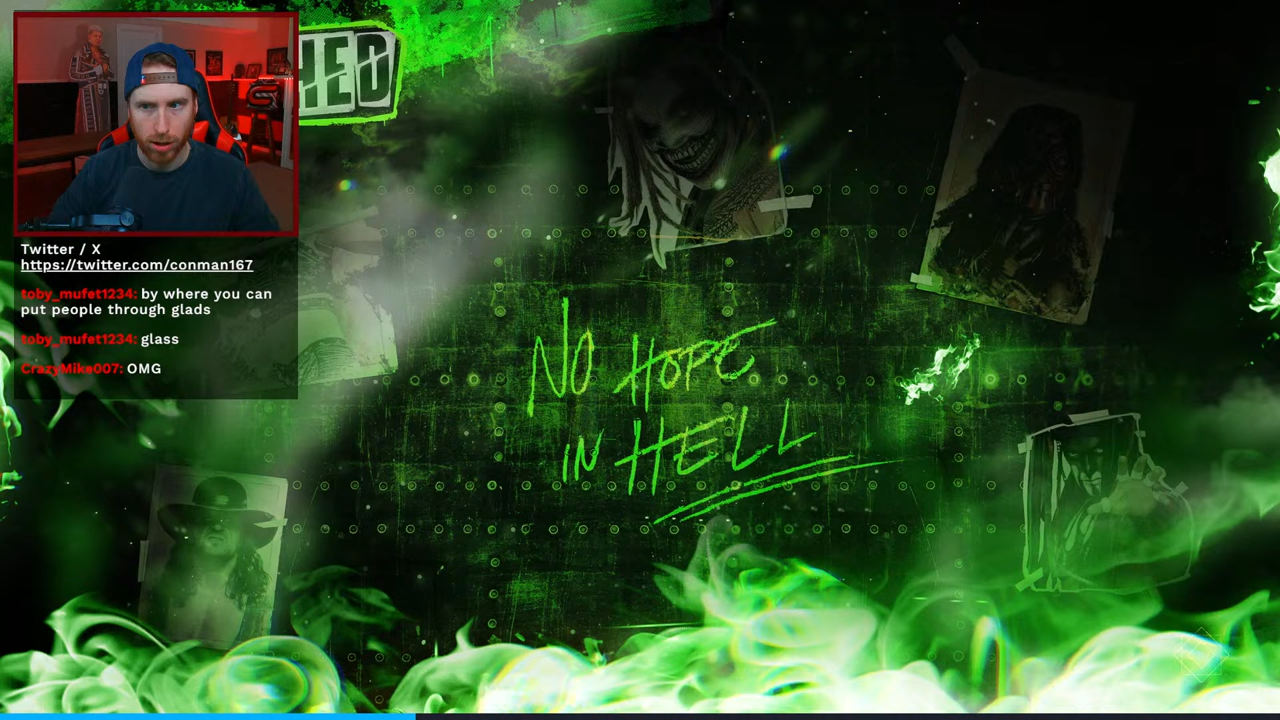 HED
Twitter / X
https://twitter.com/conman167
toby_mufet1234: by where you can
put people through glads
toby_mufet1234: glass
CrazyMike007: OMG
NO HOPE
IN HELL